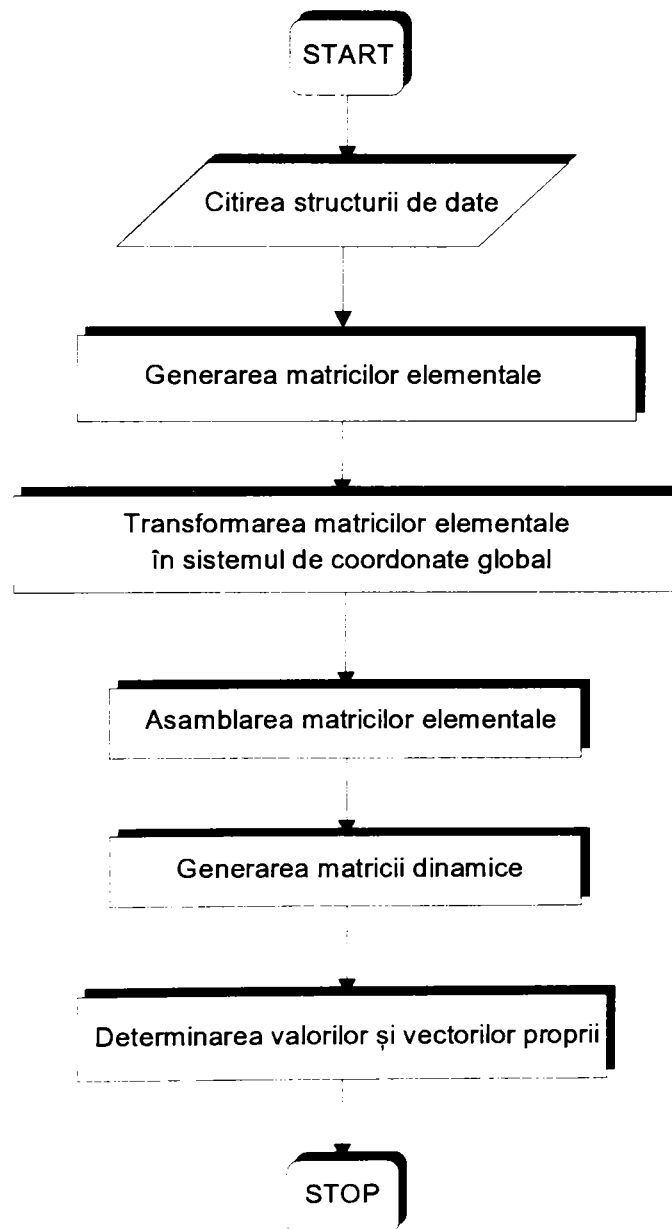 START
Citirea structurii de date
Generarea matricilor elementale
Transformarea matricilor elementale
în sistemul de coordonate global
Asamblarea matricilor elementale
Generarea matricii dinamice
Determinarea valorilor și vectorilor proprii
STOP